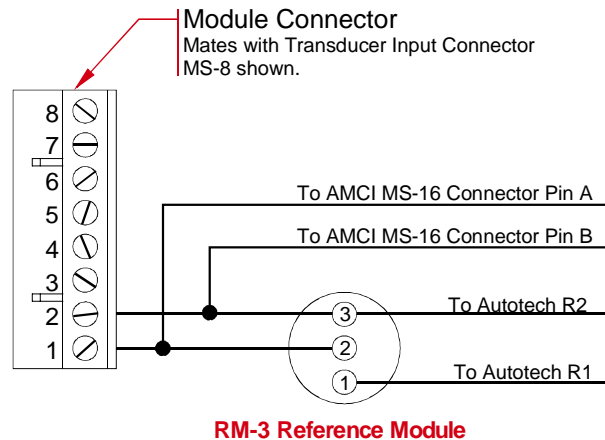 Module Connector
Mates with Transducer Input Connector
MS-8 shown.
8
7
6
5
4
3
2
1
To AMCI MS-16 Connector Pin A
To AMCI MS-16 Connector Pin B
3
To Autotech R2
2
1
To Autotech R1
RM-3 Reference Module